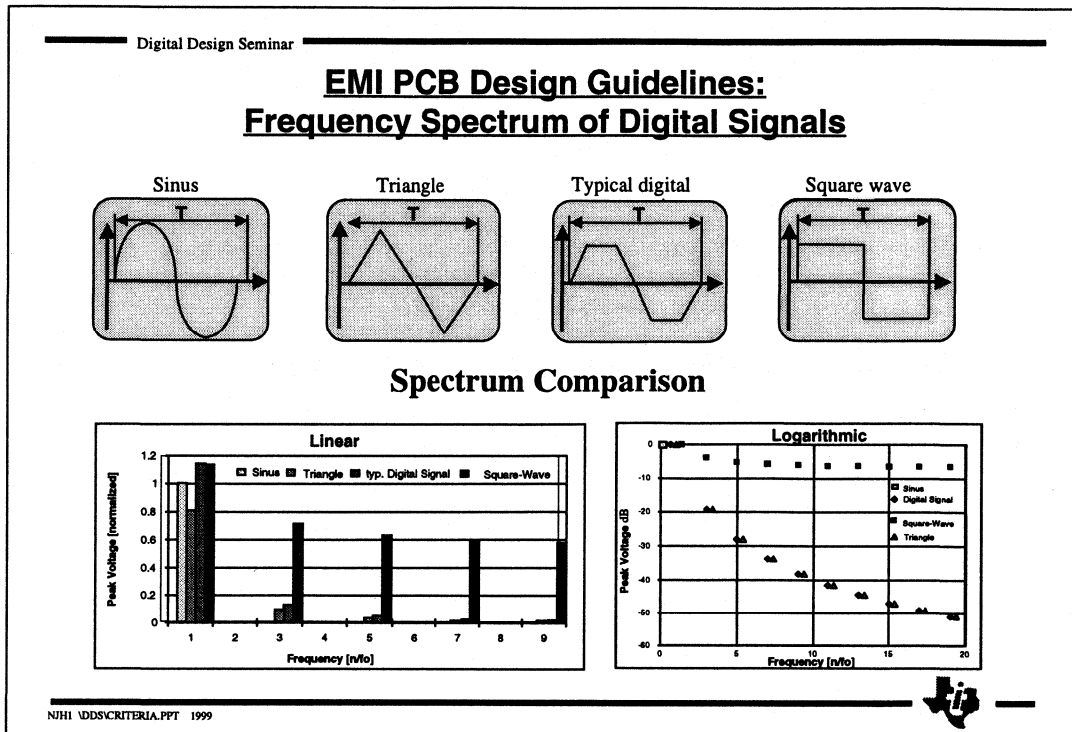 Digital Design Seminar
EMI PCB Design Guidelines:
Frequency Spectrum of Digital Signals
Sinus
Triangle
Typical digital
Square wave
T
T
T
T
Spectrum Comparison
Linear
Peak Voltage [normalized]
1.2
1
0.8
0.6
0.4
0.2
0
Sinus Triangle typ. Digital Signal Square-Wave
1 2 3 4 5 6 7 8 9
Frequency [n/fo]
Logarithmic
Peak Voltage dB
0
-10
-20
-30
-40
-50
-60
Sinus
Digital Signal
Square-Wave
Triangle
0 5 10 15 20
Frequency [n/fo]
NJH1 \DDS\CRITERIA.PPT 1999